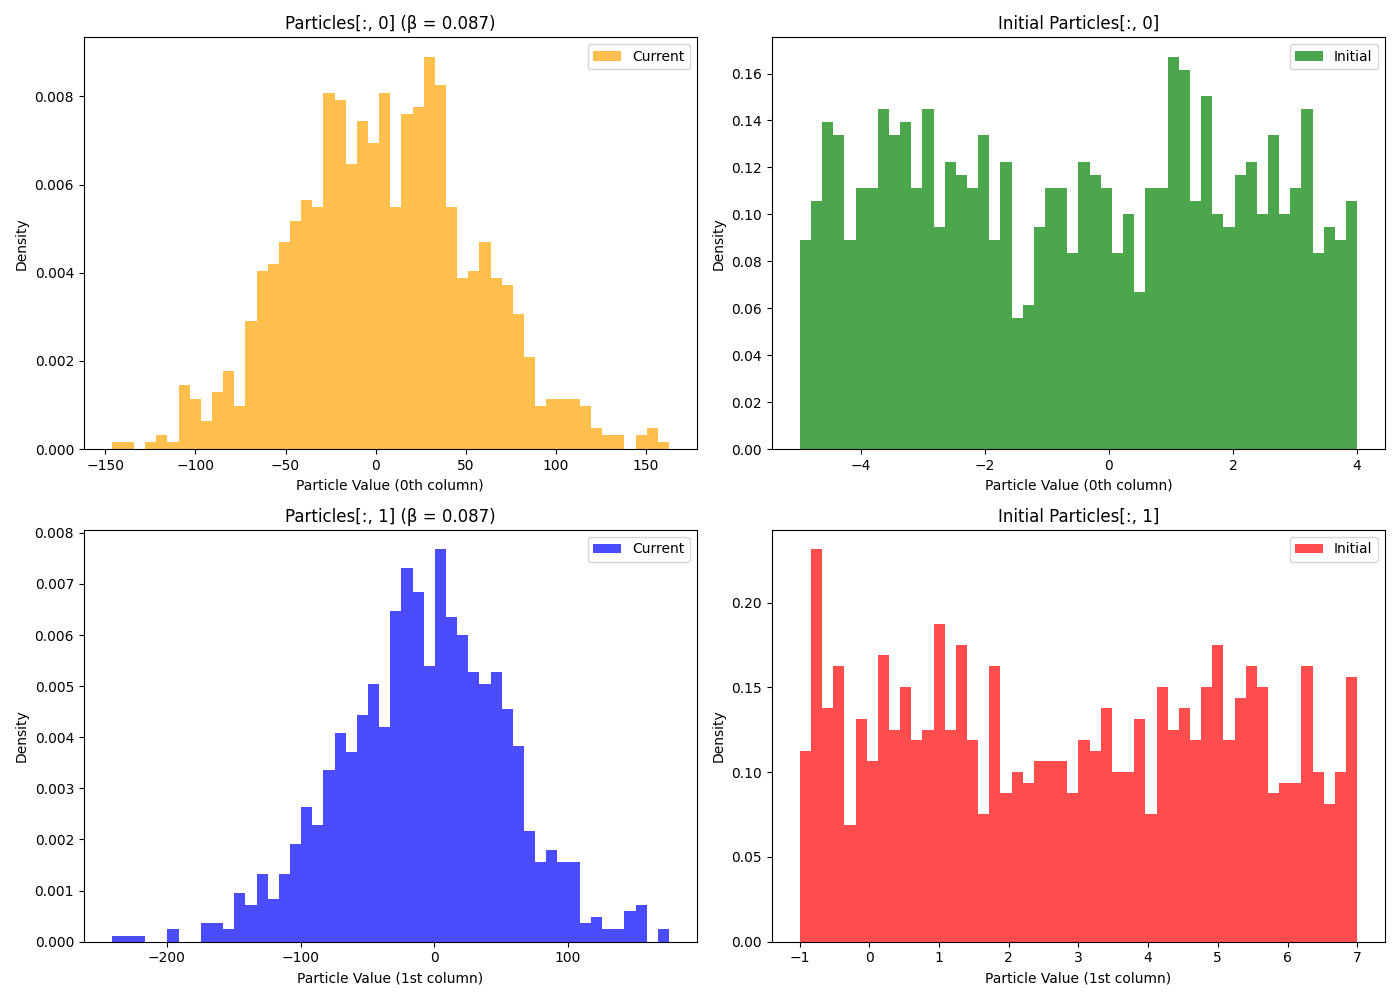 Particles[:, 0] (β = 0.087)
Current
Density
0.008
0.006
0.004
0.002
0.000
−150 −100 −50 0 50 100 150
Particle Value (0th column)
Initial Particles[:, 0]
Initial
Density
0.16
0.14
0.12
0.10
0.08
0.06
0.04
0.02
0.00
−4 −2 0 2 4
Particle Value (0th column)
Particles[:, 1] (β = 0.087)
Current
Density
0.008
0.007
0.006
0.005
0.004
0.003
0.002
0.001
0.000
−200 −100 0 100
Particle Value (1st column)
Initial Particles[:, 1]
Initial
Density
0.20
0.15
0.10
0.05
0.00
−1 0 1 2 3 4 5 6 7
Particle Value (1st column)